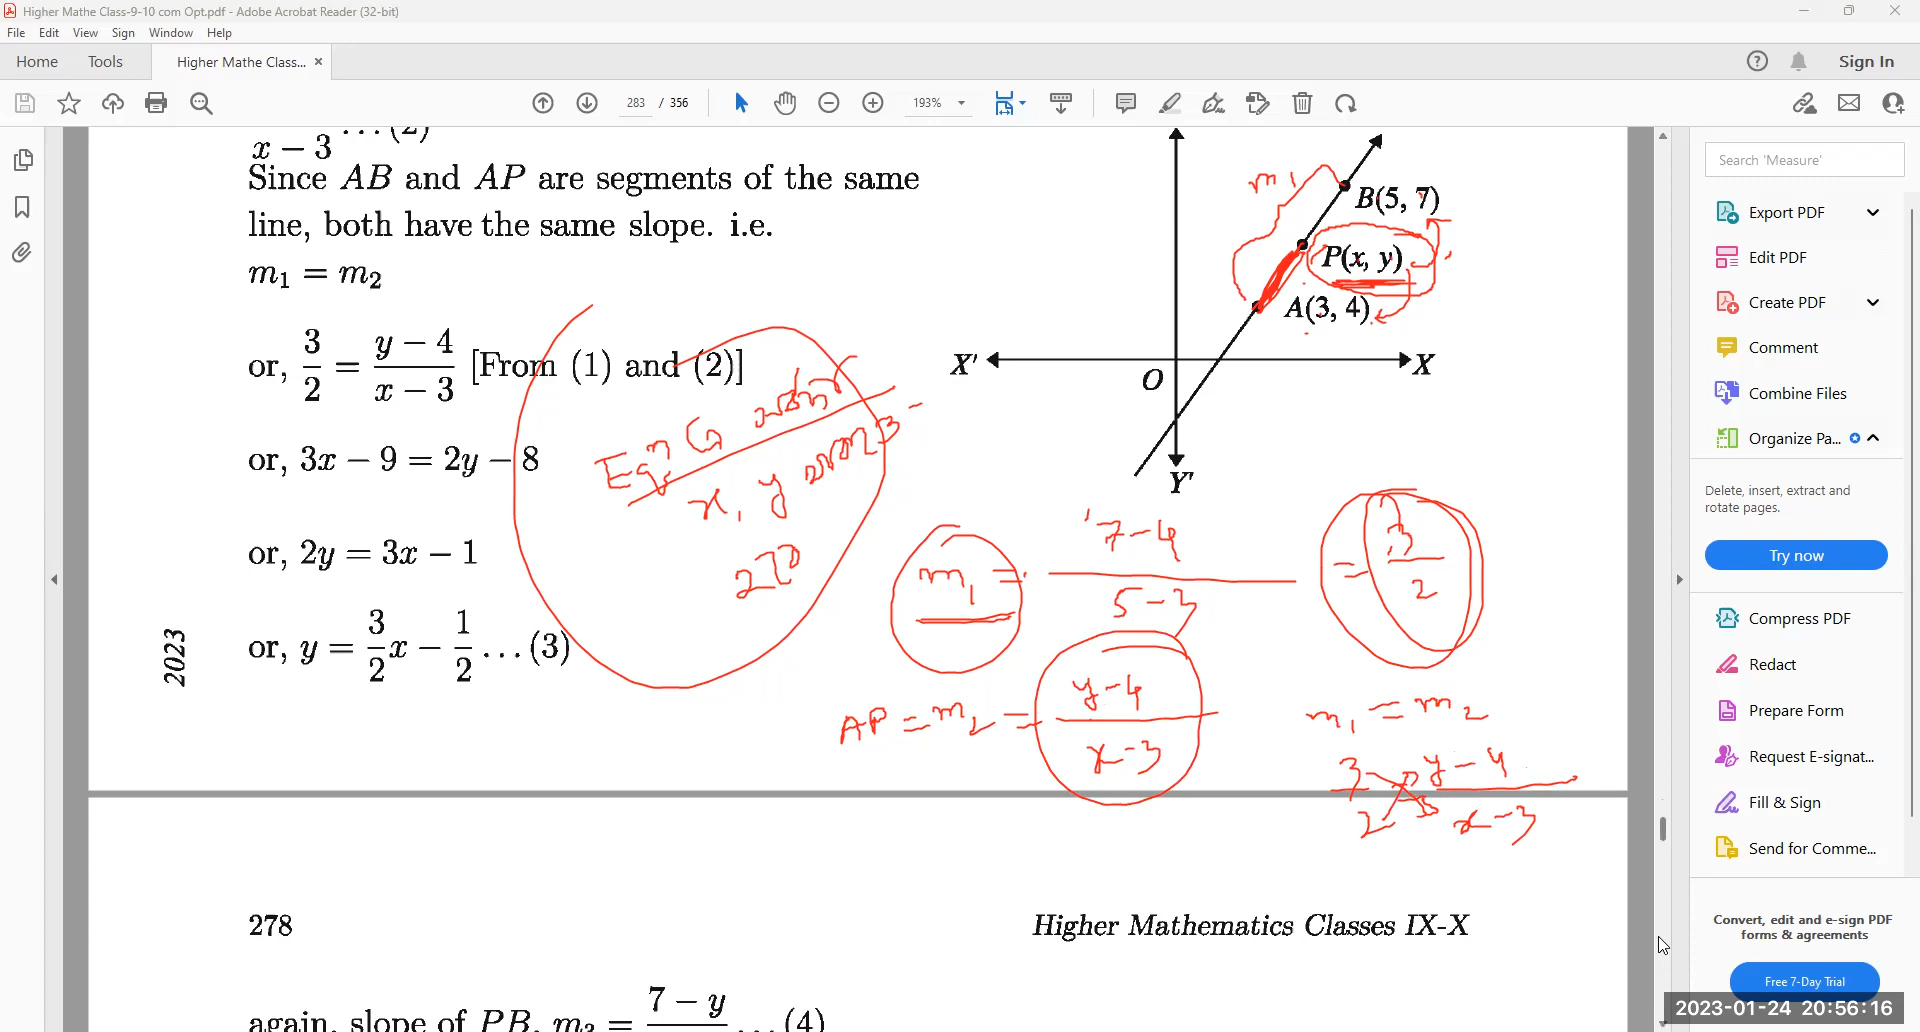 Higher Mathe Class-9-10 com Opt.pdf - Adobe Acrobat Reader (32-bit)
File Edit View Sign Window Help
Home Tools Higher Mathe Class... ×
Sign In
283 / 356 193%
x − 3 ... (2)
Since AB and AP are segments of the same
line, both have the same slope. i.e.
m₁ = m₂
or, 3/2 = (y − 4)/(x − 3) [From (1) and (2)]
or, 3x − 9 = 2y − 8
or, 2y = 3x − 1
or, y = 3/2 x − 1/2 ... (3)
2023
m₁
B(5, 7)
P(x, y)
A(3, 4)
X′ O X
Y′
Eqⁿ
x, y
m₁ = (7−4)/(5−3) = 3/2
AP = m₂ = (y−4)/(x−3)
m₁ = m₂
3/2 = (y−4)/(x−3)
278 Higher Mathematics Classes IX-X
again, slope of PB, m₃ = 7 − y ... (4)
Search 'Measure'
Export PDF
Edit PDF
Create PDF
Comment
Combine Files
Organize Pa...
Delete, insert, extract and
rotate pages.
Try now
Compress PDF
Redact
Prepare Form
Request E-signat...
Fill & Sign
Send for Comme...
Convert, edit and e-sign PDF
forms & agreements
Free 7-Day Trial
2023-01-24 20:56:16